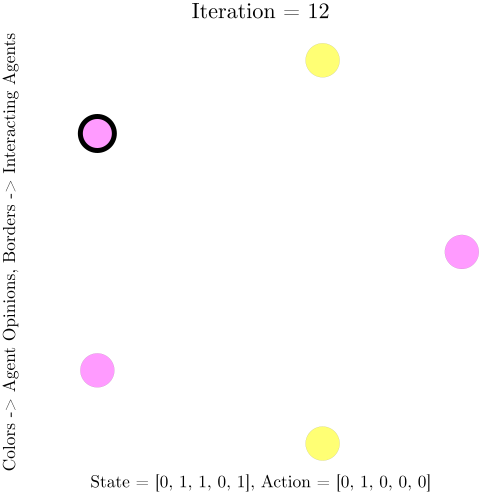 Iteration = 12
Colors -> Agent Opinions, Borders -> Interacting Agents
State = [0, 1, 1, 0, 1], Action = [0, 1, 0, 0, 0]